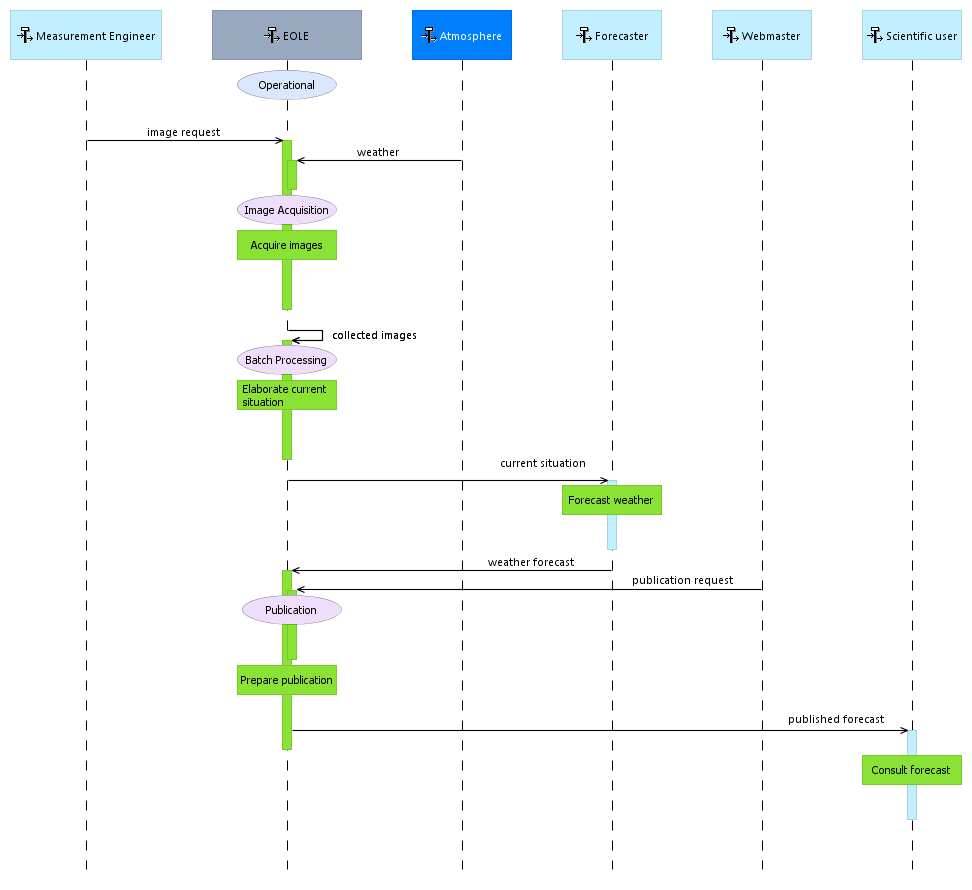 Measurement Engineer
EOLE
Atmosphere
Forecaster
Webmaster
Scientific user
Operational
image request
weather
Image Acquisition
Acquire images
collected images
Batch Processing
Elaborate current
situation
current situation
Forecast weather
weather forecast
publication request
Publication
Prepare publication
published forecast
Consult forecast